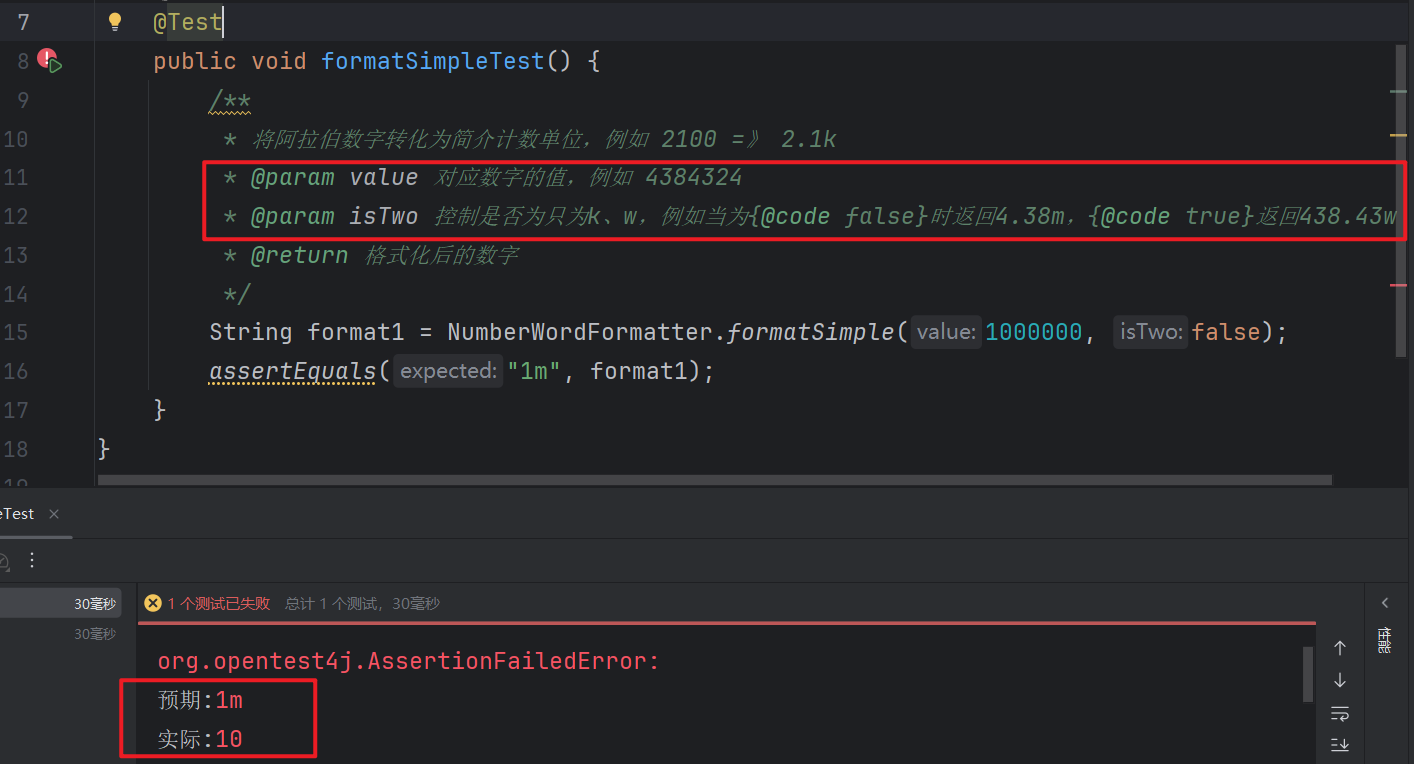 7 @Test
8 public void formatSimpleTest() {
9 /**
10 * 将阿拉伯数字转化为简介计数单位，例如 2100 =》 2.1k
11 * @param value 对应数字的值，例如 4384324
12 * @param isTwo 控制是否为只为k、w，例如当为{@code false}时返回4.38m，{@code true}返回438.43w
13 * @return 格式化后的数字
14 */
15 String format1 = NumberWordFormatter.formatSimple( value: 1000000, isTwo: false);
16 assertEquals( expected: "1m", format1);
17 }
18 }
19
eTest ×
30毫秒 1 个测试已失败 总计 1 个测试，30毫秒
30毫秒
性能
org.opentest4j.AssertionFailedError:
预期:1m
实际:10